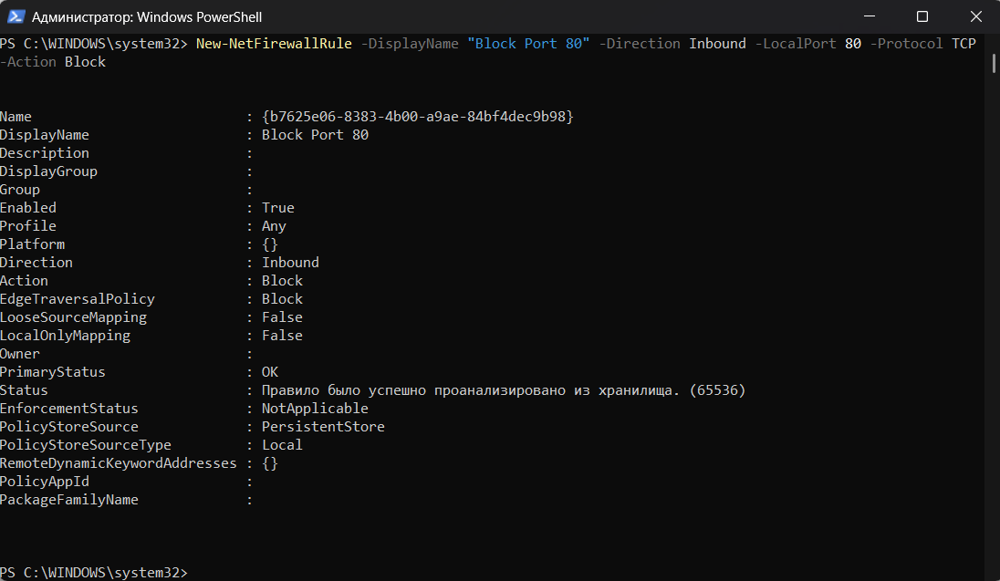 Администратор: Windows PowerShell
PS C:\WINDOWS\system32> New-NetFirewallRule -DisplayName "Block Port 80" -Direction Inbound -LocalPort 80 -Protocol TCP
-Action Block
Name                          : {b7625e06-8383-4b00-a9ae-84bf4dec9b98}
DisplayName                   : Block Port 80
Description                   :
DisplayGroup                  :
Group                         :
Enabled                       : True
Profile                       : Any
Platform                      : {}
Direction                     : Inbound
Action                        : Block
EdgeTraversalPolicy           : Block
LooseSourceMapping            : False
LocalOnlyMapping              : False
Owner                         :
PrimaryStatus                 : OK
Status                        : Правило было успешно проанализировано из хранилища. (65536)
EnforcementStatus             : NotApplicable
PolicyStoreSource             : PersistentStore
PolicyStoreSourceType         : Local
RemoteDynamicKeywordAddresses : {}
PolicyAppId                   :
PackageFamilyName             :
PS C:\WINDOWS\system32>